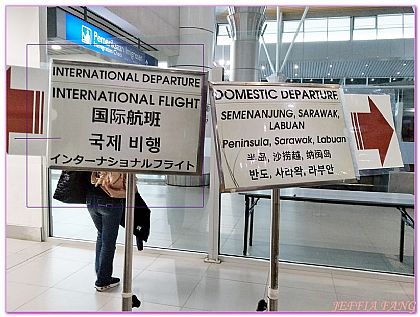 INTERNATIONAL DEPARTURE
INTERNATIONAL FLIGHT
国际航班
국제 비행
インターナショナルフライト
DOMESTIC DEPARTURE
SEMENANJUNG, SARAWAK,
LABUAN
Peninsula, Sarawak, Labuan
半岛, 沙捞越, 纳闽岛
반도, 사라왁, 라부안
JEFFIA FANG